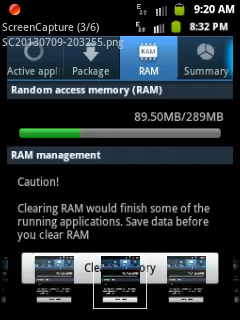 9:20 AM
ScreenCapture (3/6)
8:32 PM
SC20130709-203255.png
Active appl
Package
RAM
Summary
Random access memory (RAM)
89.50MB/289MB
RAM management
Caution!
Clearing RAM would finish some of the
running applications. Save data before
you clear RAM